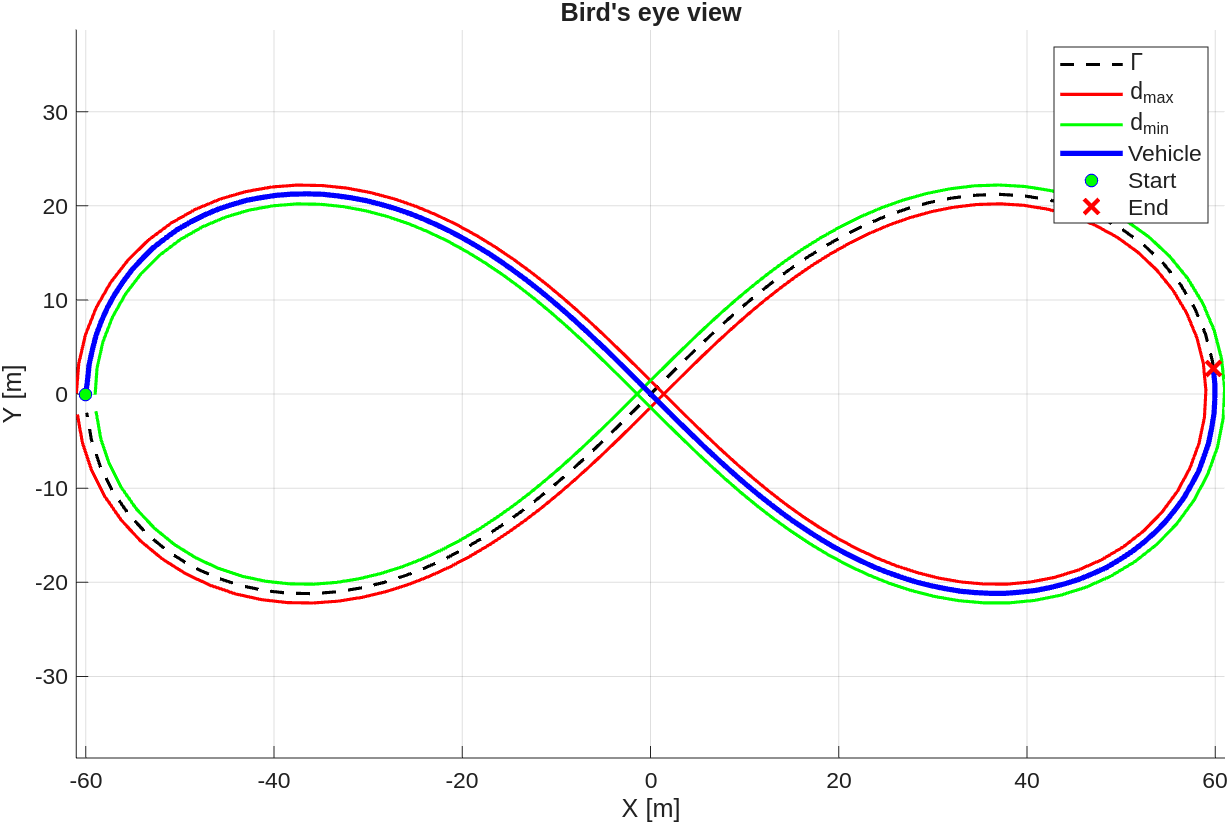 Bird's eye view
Γ
dmax
dmin
Vehicle
Start
End
30
20
10
0
-10
-20
-30
Y [m]
-60
-40
-20
0
20
40
60
X [m]